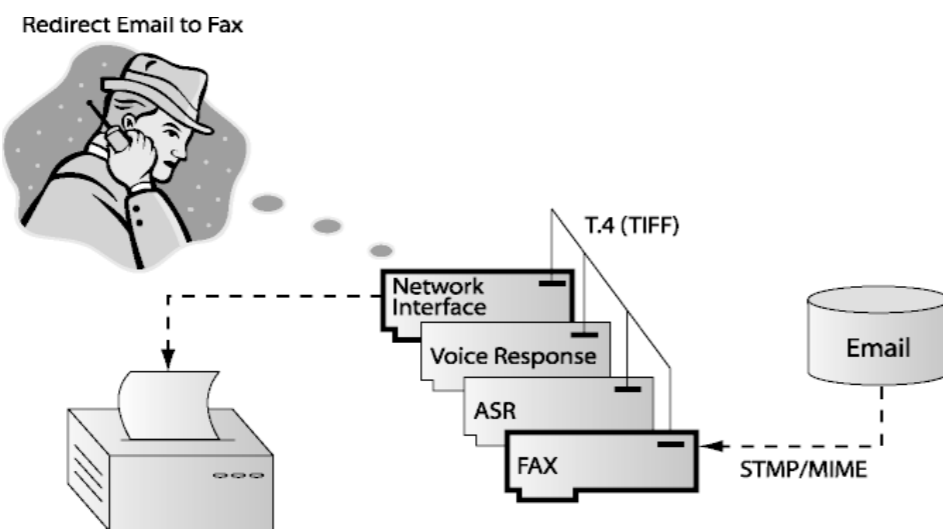 Redirect Email to Fax
T.4 (TIFF)
Network
Interface
Voice Response
ASR
FAX
Email
STMP/MIME